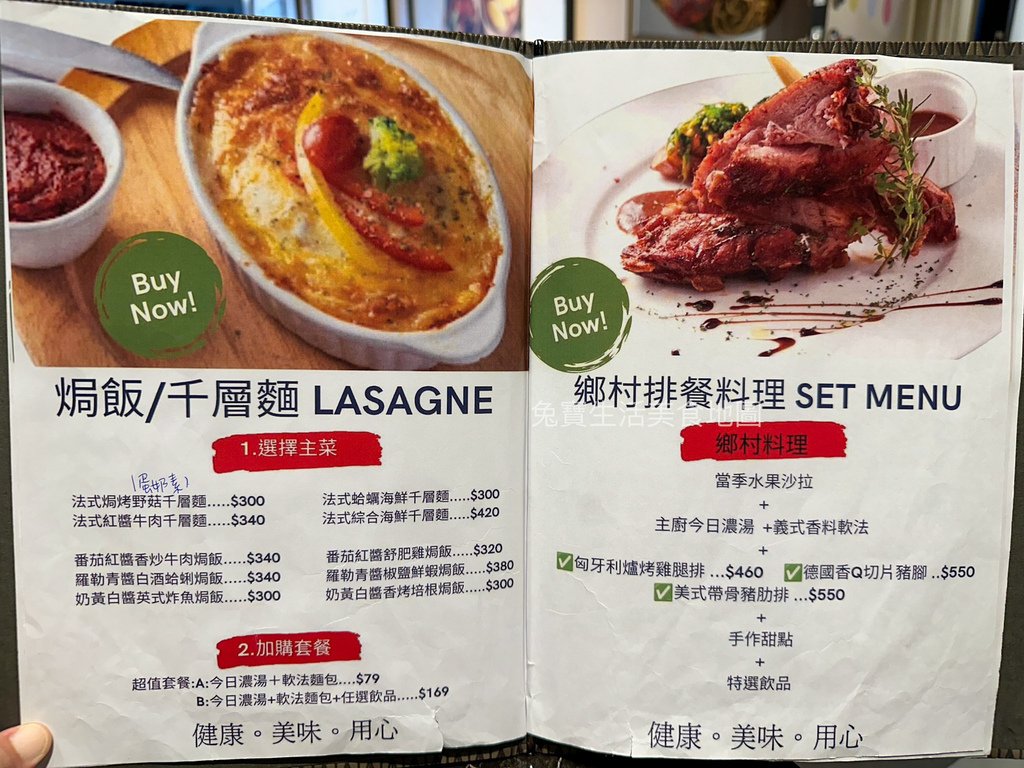 Buy
Now!
焗飯/千層麵 LASAGNE
1.選擇主菜
(蛋奶素)
法式焗烤野菇千層麵.....$300
法式紅醬牛肉千層麵.....$340
法式蛤蠣海鮮千層麵.....$300
法式綜合海鮮千層麵.....$420
番茄紅醬香炒牛肉焗飯.....$340
羅勒青醬白酒蛤蜊焗飯.....$340
奶黃白醬英式炸魚焗飯.....$300
番茄紅醬舒肥雞焗飯.....$320
羅勒青醬椒鹽鮮蝦焗飯.....$380
奶黃白醬香烤培根焗飯.....$300
2.加購套餐
超值套餐:A:今日濃湯+軟法麵包....$79
B:今日濃湯+軟法麵包+任選飲品.....$169
健康。美味。用心
Buy
Now!
鄉村排餐料理 SET MENU
兔寶生活美食地圖
鄉村料理
當季水果沙拉
+
主廚今日濃湯 +義式香料軟法
+
✅匈牙利爐烤雞腿排 ...$460 ✅德國香Q切片豬腳 ..$550
✅美式帶骨豬肋排 ...$550
+
手作甜點
+
特選飲品
健康。美味。用心